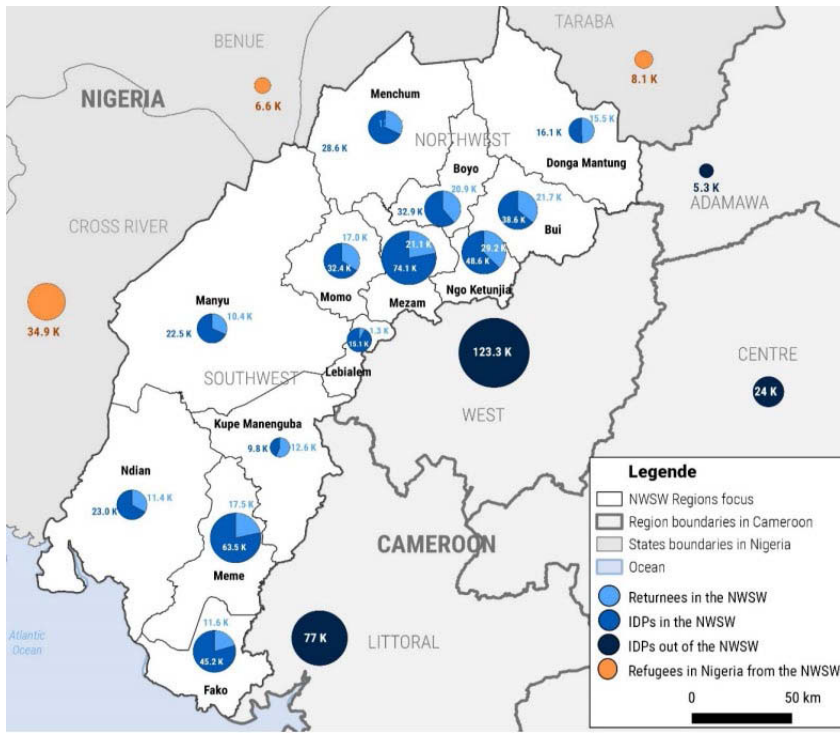 TARABA
BENUE
8.1 K
NIGERIA
6.6 K
Menchum
28.6 K
NORTHWEST
15.5 K
16.1 K
Donga Mantung
Boyo
20.9 K
32.9 K
21.7 K
38.6 K
Bui
5.3 K
ADAMAWA
CROSS RIVER
34.9 K
17.0 K
32.4 K
Momo
21.1 K
74.1 K
Mezam
29.2 K
48.6 K
Ngo Ketunjia
Manyu
10.4 K
22.5 K
1.3 K
15.1 K
Lebialem
SOUTHWEST
123.3 K
WEST
CENTRE
24 K
Kupe Manenguba
9.8 K
12.6 K
Ndian
11.4 K
23.0 K
17.5 K
63.5 K
Meme
CAMEROON
11.6 K
45.2 K
Fako
77 K
LITTORAL
Atlantic
Ocean
Legende
NWSW Regions focus
Region boundaries in Cameroon
States boundaries in Nigeria
Ocean
Returnees in the NWSW
IDPs in the NWSW
IDPs out of the NWSW
Refugees in Nigeria from the NWSW
0
50 km